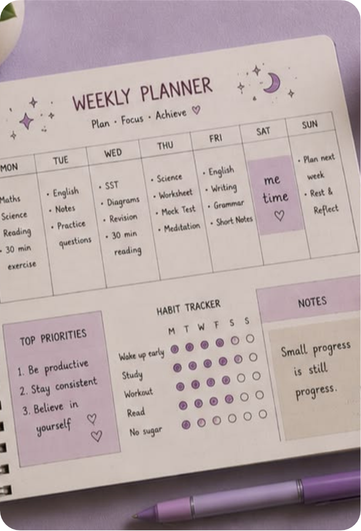 WEEKLY PLANNER
Plan • Focus • Achieve ♡
MON
TUE
WED
THU
FRI
SAT
SUN
Maths
Science
Reading
• 30 min
exercise
• English
• Notes
• Practice
questions
• SST
• Diagrams
• Revision
• 30 min
reading
• Science
• Worksheet
• Mock Test
• Meditation
• English
• Writing
• Grammar
• Short Notes
me
time
♡
• Plan next
week
• Rest &
Reflect
TOP PRIORITIES
1. Be productive
2. Stay consistent
3. Believe in
yourself ♡
♡
HABIT TRACKER
M T W F S S
Wake up early
Study
Workout
Read
No sugar
NOTES
Small progress
is still
progress.